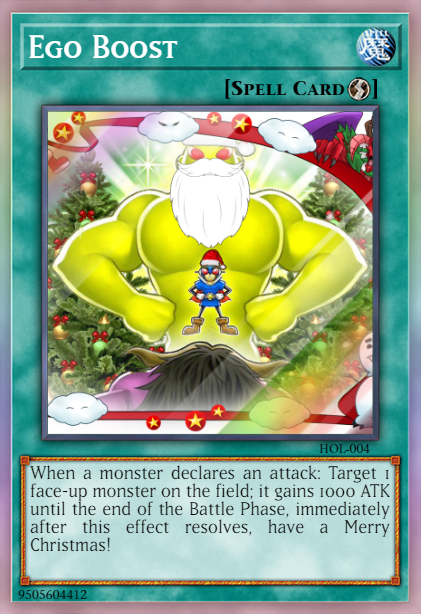 Ego Boost
魔
[Spell Card]
HOL-004
When a monster declares an attack: Target 1
face-up monster on the field; it gains 1000 ATK
until the end of the Battle Phase, immediately
after this effect resolves, have a Merry
Christmas!
9505604412